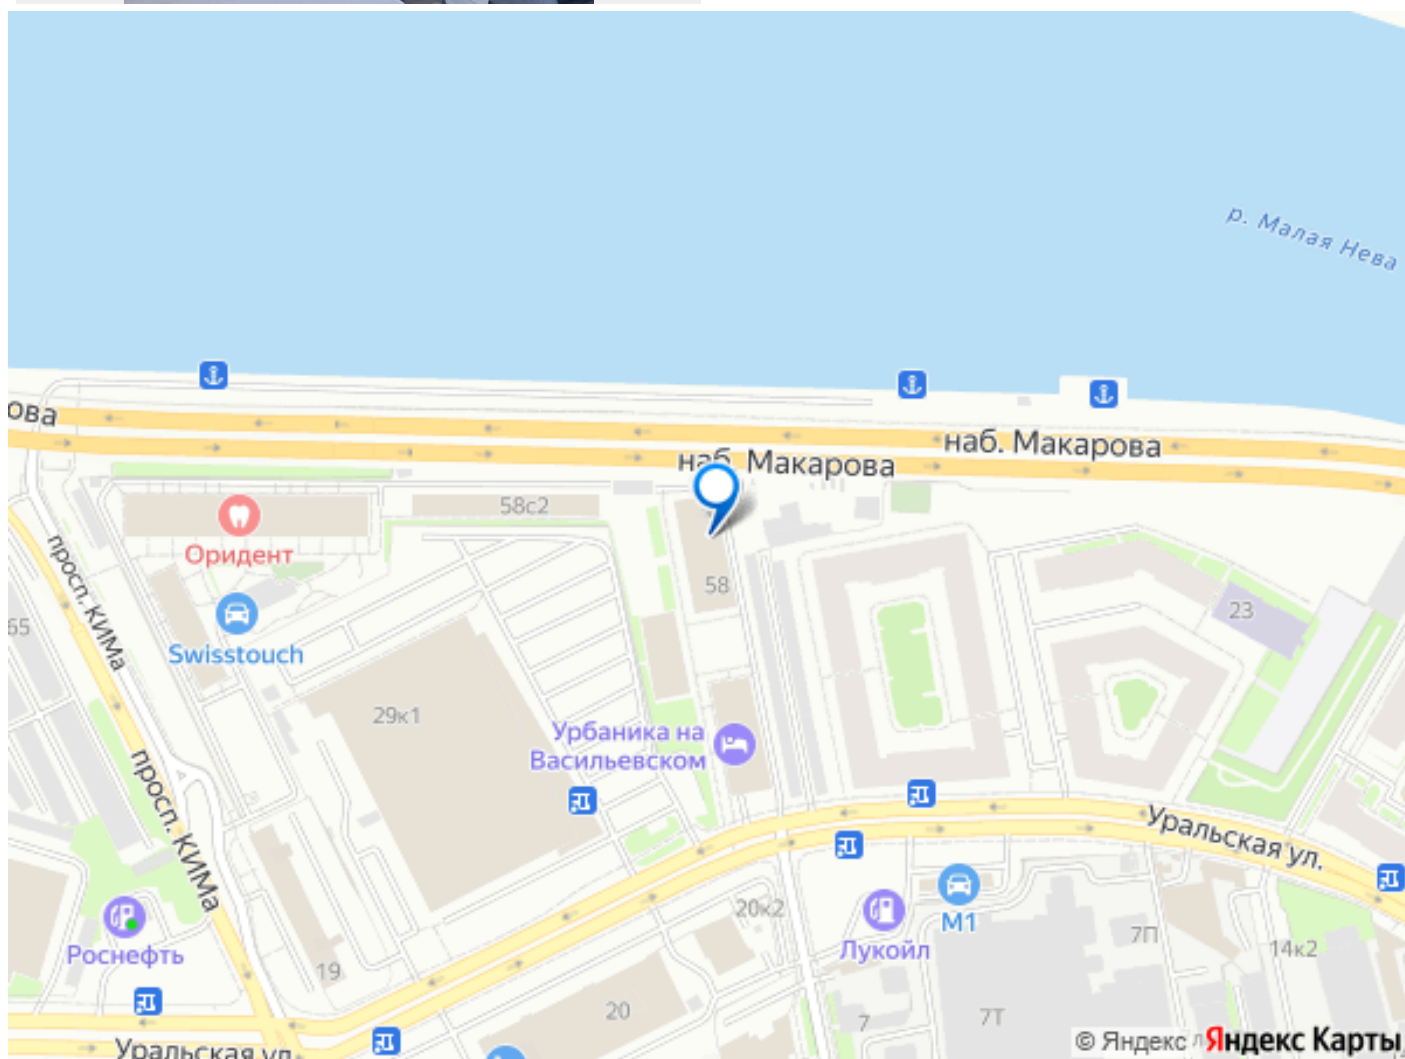 р. Малая Нева
ова
наб. Макарова
наб. Макарова
58с2
Оридент
просп. КИМа
58
65
23
Swisstouch
29к1
Урбаника на
Васильевском
просп. КИМа
Уральская ул.
20к2
М1
Роснефть
Лукойл
7П
14к2
19
20
7
7Т
Уральская ул.
© Яндекс Яндекс Карты